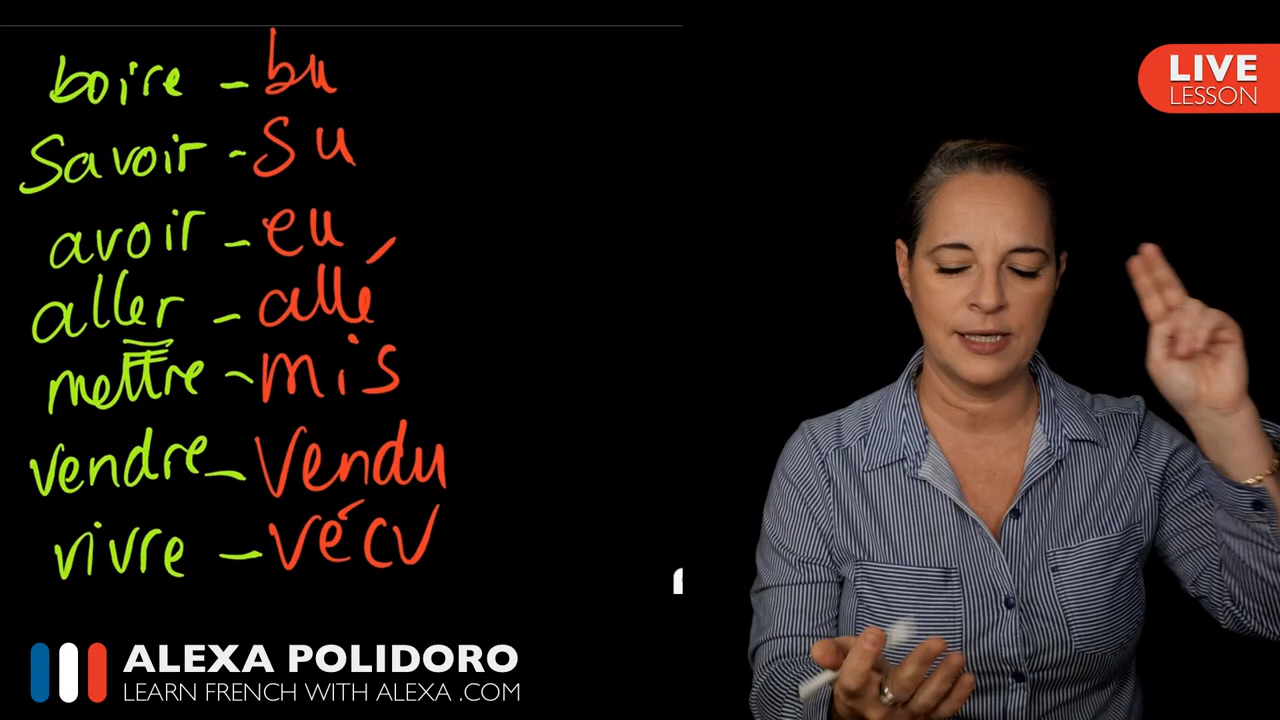 boire - bu
Savoir - Su
avoir - eu
aller - allé
mettre - mis
vendre - Vendu
vivre - vécu
ALEXA POLIDORO
LEARN FRENCH WITH ALEXA .COM
LIVE
LESSON